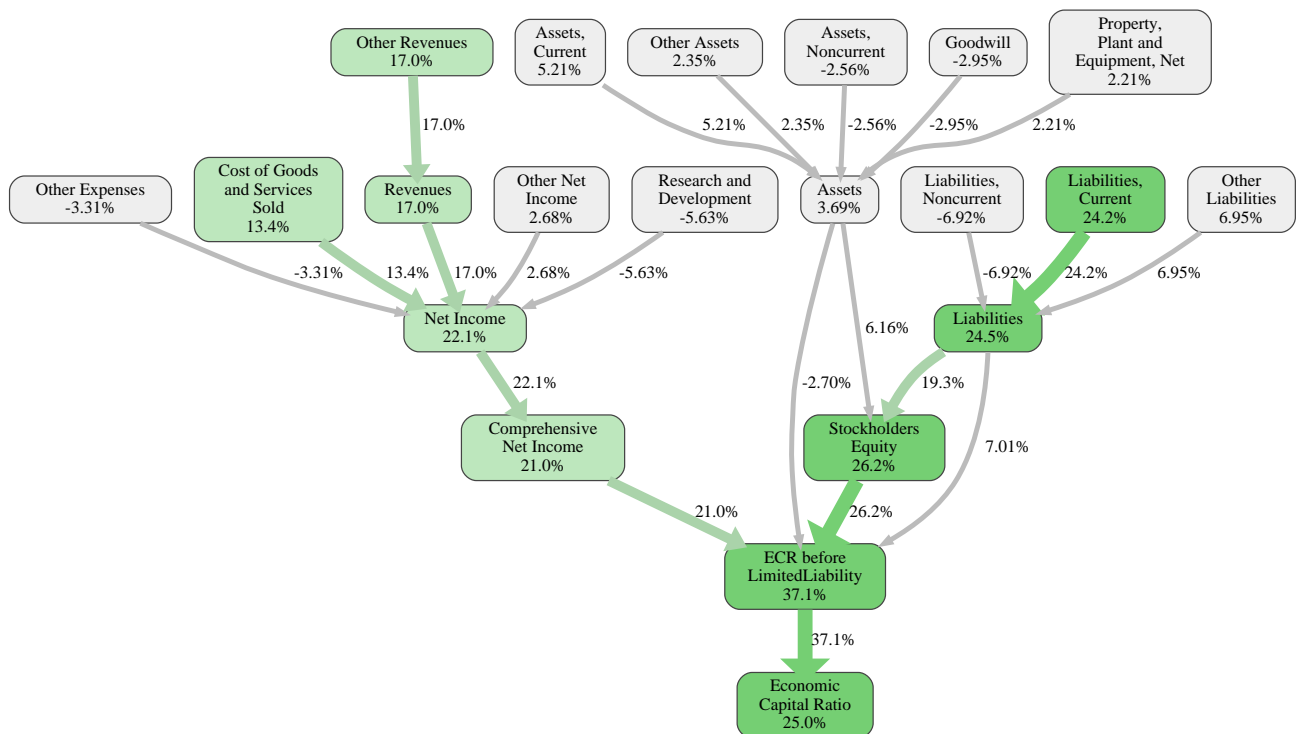 Other Revenues
17.0%
Assets,
Current
5.21%
Other Assets
2.35%
Assets,
Noncurrent
-2.56%
Goodwill
-2.95%
Property,
Plant and
Equipment, Net
2.21%
17.0%
5.21%
2.35%
-2.56%
-2.95%
2.21%
Other Expenses
-3.31%
Cost of Goods
and Services
Sold
13.4%
Revenues
17.0%
Other Net
Income
2.68%
Research and
Development
-5.63%
Assets
3.69%
Liabilities,
Noncurrent
-6.92%
Liabilities,
Current
24.2%
Other
Liabilities
6.95%
-3.31%
13.4%
17.0%
2.68%
-5.63%
-6.92%
24.2%
6.95%
Net Income
22.1%
Liabilities
24.5%
6.16%
22.1%
-2.70%
19.3%
Comprehensive
Net Income
21.0%
Stockholders
Equity
26.2%
7.01%
21.0%
26.2%
ECR before
LimitedLiability
37.1%
37.1%
Economic
Capital Ratio
25.0%